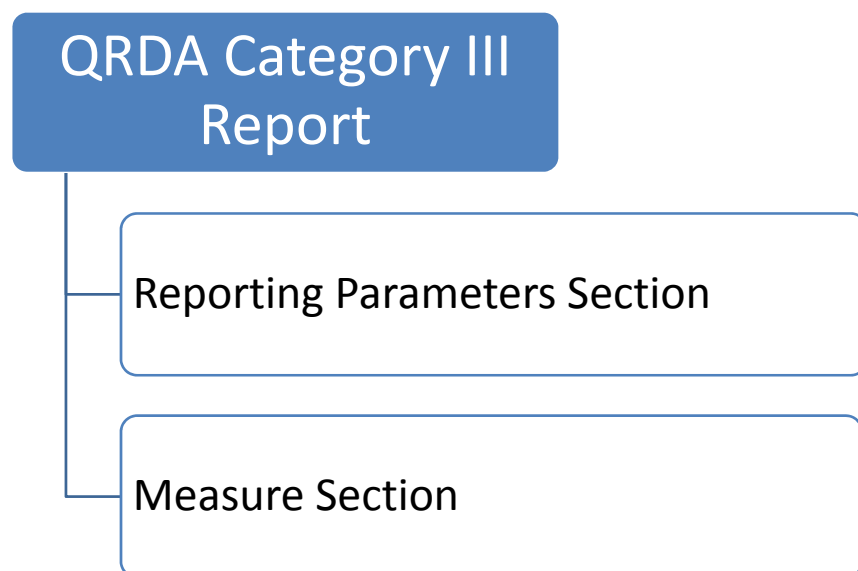 QRDA Category III
Report
Reporting Parameters Section
Measure Section